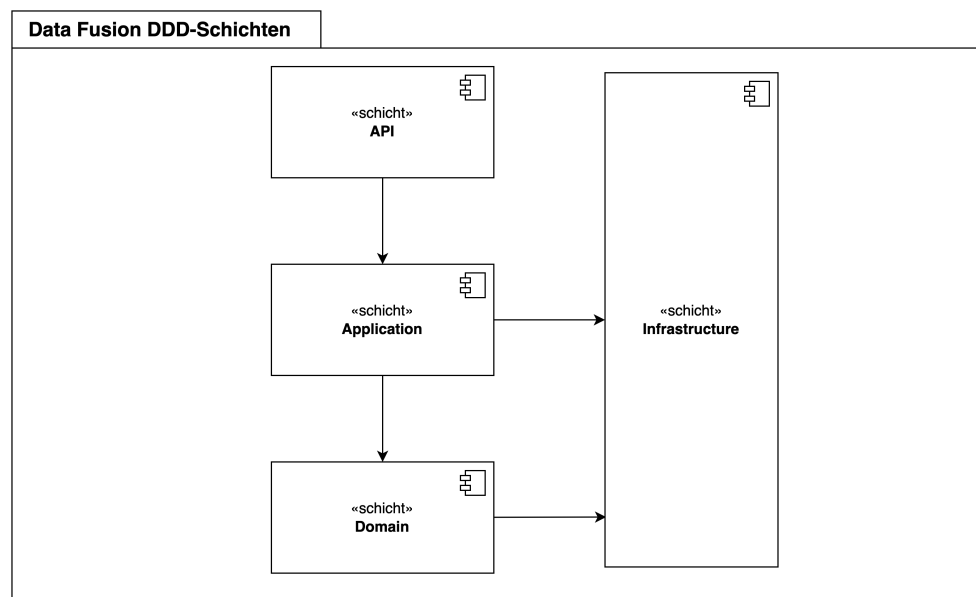 Data Fusion DDD-Schichten
«schicht»
API
«schicht»
Application
«schicht»
Infrastructure
«schicht»
Domain